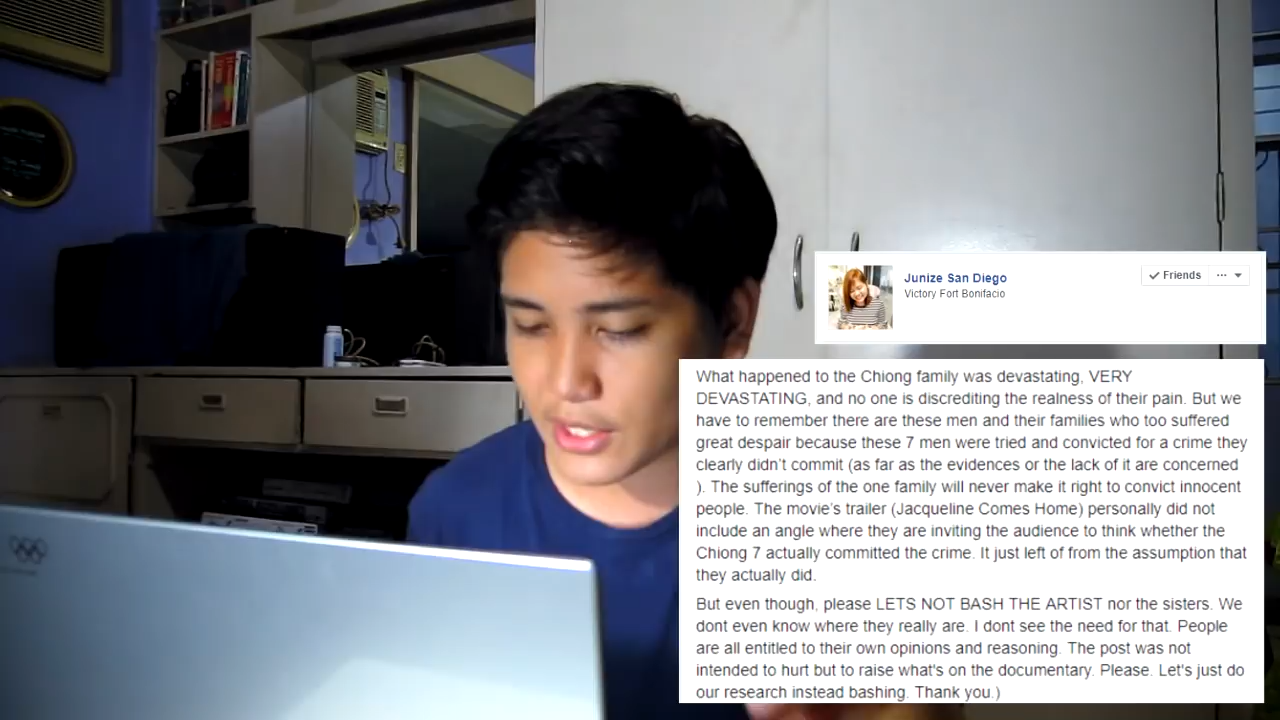 Junize San Diego
Victory Fort Bonifacio
Friends
What happened to the Chiong family was devastating, VERY
DEVASTATING, and no one is discrediting the realness of their pain. But we
have to remember there are these men and their families who too suffered
great despair because these 7 men were tried and convicted for a crime they
clearly didn't commit (as far as the evidences or the lack of it are concerned
). The sufferings of the one family will never make it right to convict innocent
people. The movie's trailer (Jacqueline Comes Home) personally did not
include an angle where they are inviting the audience to think whether the
Chiong 7 actually committed the crime. It just left of from the assumption that
they actually did.
But even though, please LETS NOT BASH THE ARTIST nor the sisters. We
dont even know where they really are. I dont see the need for that. People
are all entitled to their own opinions and reasoning. The post was not
intended to hurt but to raise what's on the documentary. Please. Let's just do
our research instead bashing. Thank you.)